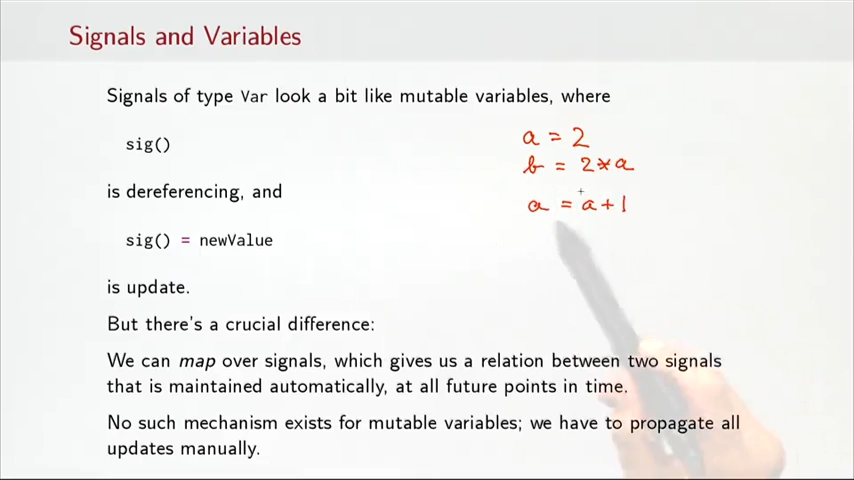 Signals and Variables
Signals of type Var look a bit like mutable variables, where
sig()
is dereferencing, and
sig() = newValue
is update.
But there's a crucial difference:
We can map over signals, which gives us a relation between two signals
that is maintained automatically, at all future points in time.
No such mechanism exists for mutable variables; we have to propagate all
updates manually.
a = 2
b = 2*a
a = a+1